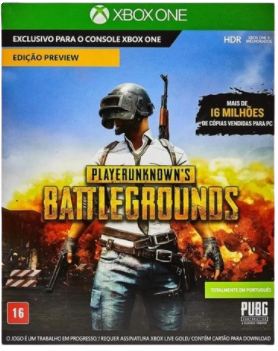 XBOX ONE
EXCLUSIVO PARA O CONSOLE XBOX ONE
HDR
EDIÇÃO PREVIEW
MAIS DE
16 MILHÕES
DE CÓPIAS VENDIDAS PARA PC
PLAYERUNKNOWN'S
BATTLEGROUNDS
TOTALMENTE EM PORTUGUÊS
16
PUBG
O JOGO É UM TRABALHO EM PROGRESSO / REQUER ASSINATURA XBOX LIVE GOLD / CONTÉM CARTÃO PARA DOWNLOAD